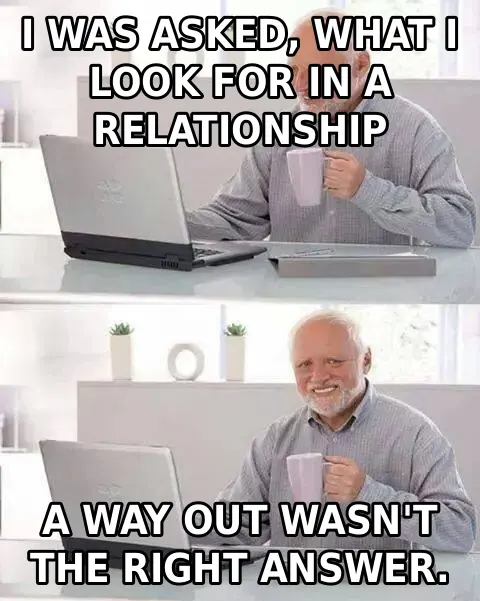 I WAS ASKED, WHAT I
LOOK FOR IN A
RELATIONSHIP
A WAY OUT WASN'T
THE RIGHT ANSWER.